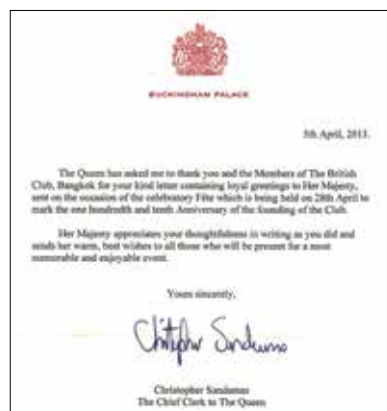 BUCKINGHAM PALACE
5th April, 2013.
The Queen has asked me to thank you and the Members of The British
Club, Bangkok for your kind letter containing loyal greetings to Her Majesty,
sent on the occasion of the celebratory Fête which is being held on 28th April to
mark the one hundredth and tenth Anniversary of the founding of the Club.
Her Majesty appreciates your thoughtfulness in writing as you did and
sends her warm, best wishes to all those who will be present for a most
memorable and enjoyable event.
Yours sincerely,
Christopher Sandamas
Christopher Sandamas
The Chief Clerk to The Queen